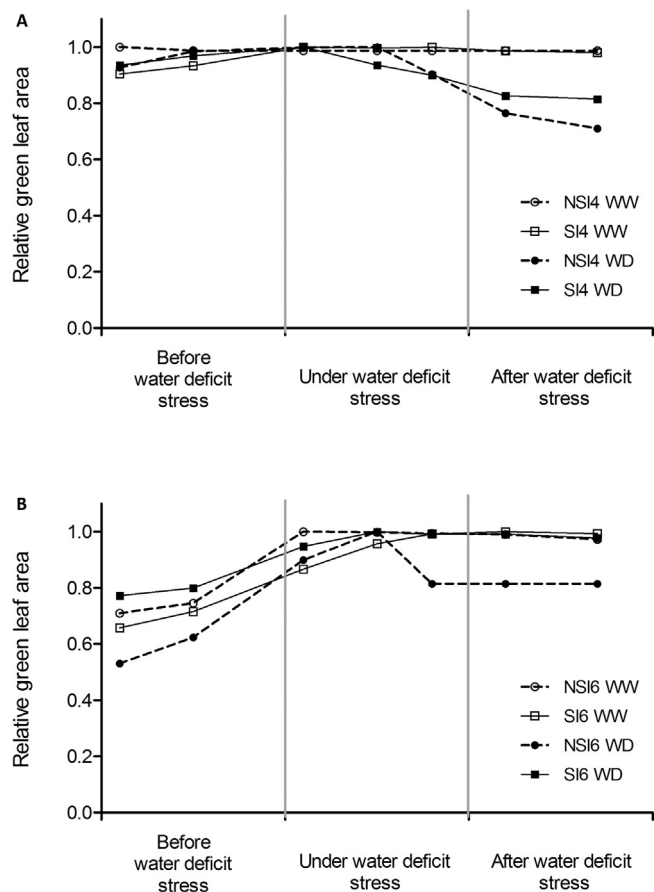 A
Relative green leaf area
1.0
0.8
0.6
0.4
0.2
0.0
NSI4 WW
SI4 WW
NSI4 WD
SI4 WD
Before
water deficit
stress
Under water deficit
stress
After water deficit
stress
B
Relative green leaf area
1.0
0.8
0.6
0.4
0.2
0.0
NSI6 WW
SI6 WW
NSI6 WD
SI6 WD
Before
water deficit
stress
Under water deficit
stress
After water deficit
stress